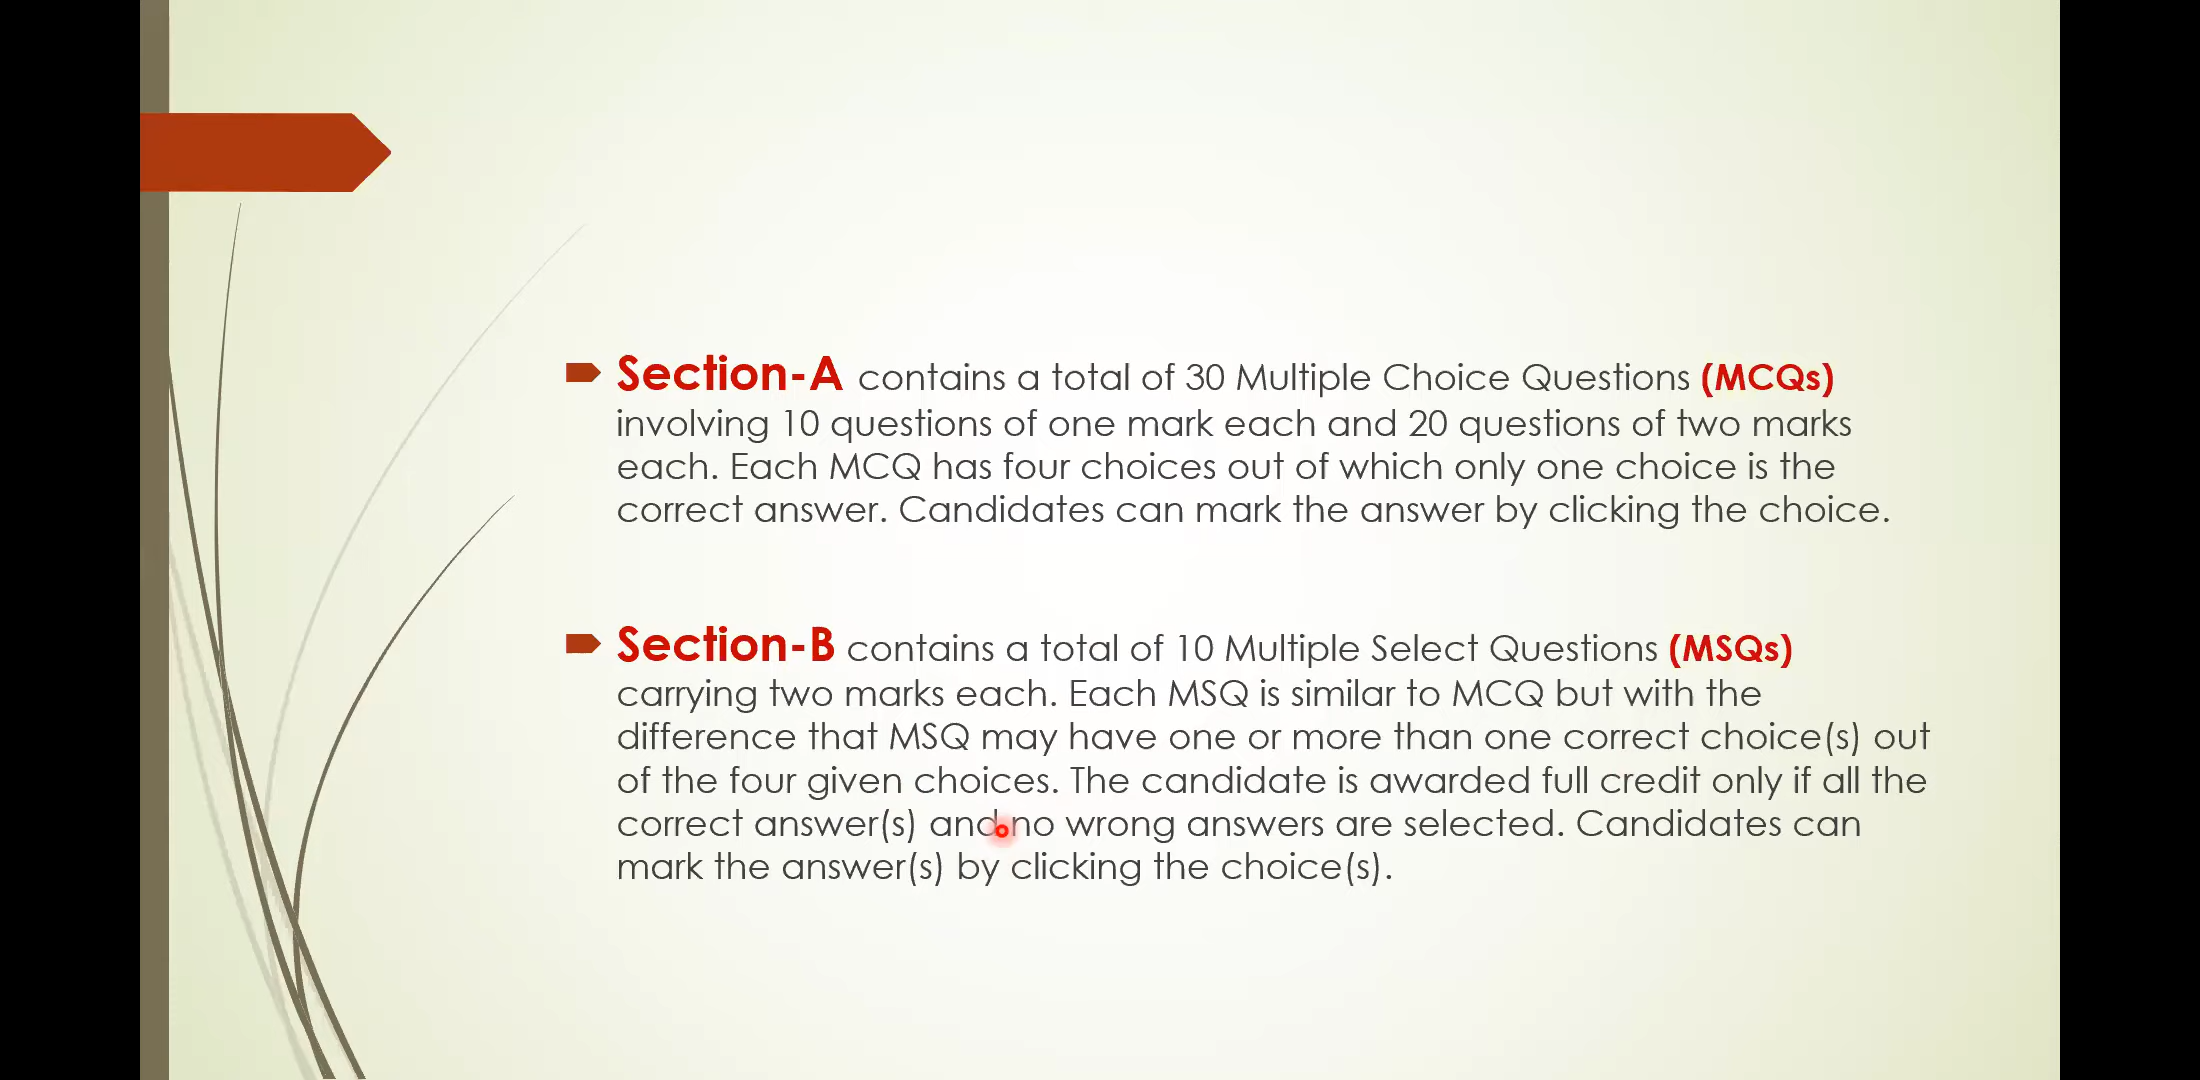 Section-A contains a total of 30 Multiple Choice Questions (MCQs)
involving 10 questions of one mark each and 20 questions of two marks
each. Each MCQ has four choices out of which only one choice is the
correct answer. Candidates can mark the answer by clicking the choice.
Section-B contains a total of 10 Multiple Select Questions (MSQs)
carrying two marks each. Each MSQ is similar to MCQ but with the
difference that MSQ may have one or more than one correct choice(s) out
of the four given choices. The candidate is awarded full credit only if all the
correct answer(s) and no wrong answers are selected. Candidates can
mark the answer(s) by clicking the choice(s).